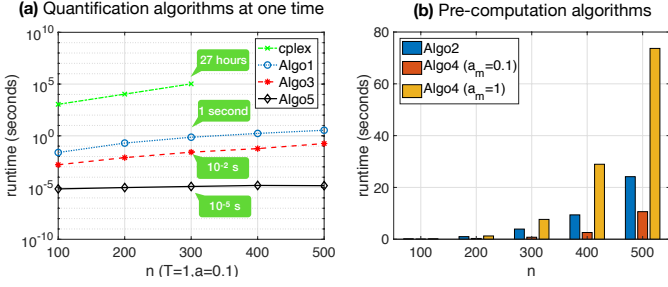 (a) Quantification algorithms at one time
runtime (seconds)
10^10
10^5
10^0
10^-5
10^-10
100
200
300
400
500
n (T=1,a=0.1)
cplex
Algo1
Algo3
Algo5
27 hours
1 second
10^-2 s
10^-5 s
(b) Pre-computation algorithms
runtime (seconds)
80
60
40
20
0
100
200
300
400
500
n
Algo2
Algo4 (a_m=0.1)
Algo4 (a_m=1)